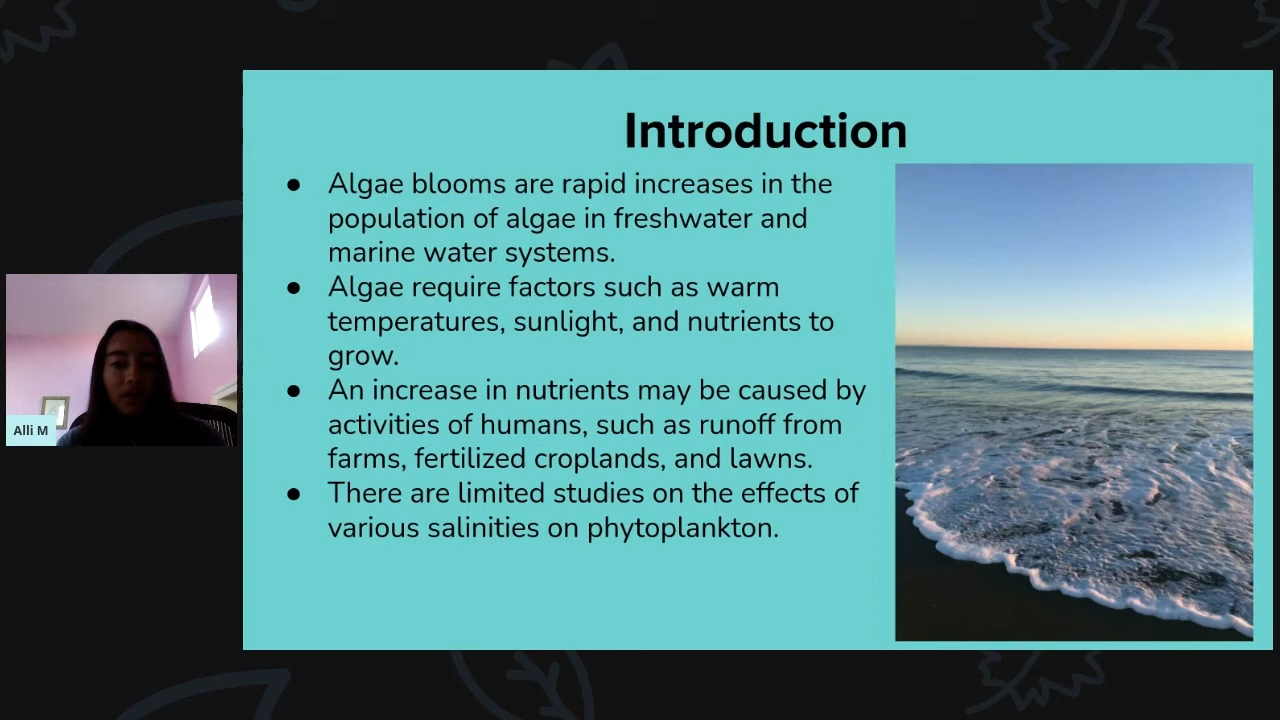 Introduction
● Algae blooms are rapid increases in the
population of algae in freshwater and
marine water systems.
● Algae require factors such as warm
temperatures, sunlight, and nutrients to
grow.
● An increase in nutrients may be caused by
activities of humans, such as runoff from
farms, fertilized croplands, and lawns.
● There are limited studies on the effects of
various salinities on phytoplankton.
Alli M